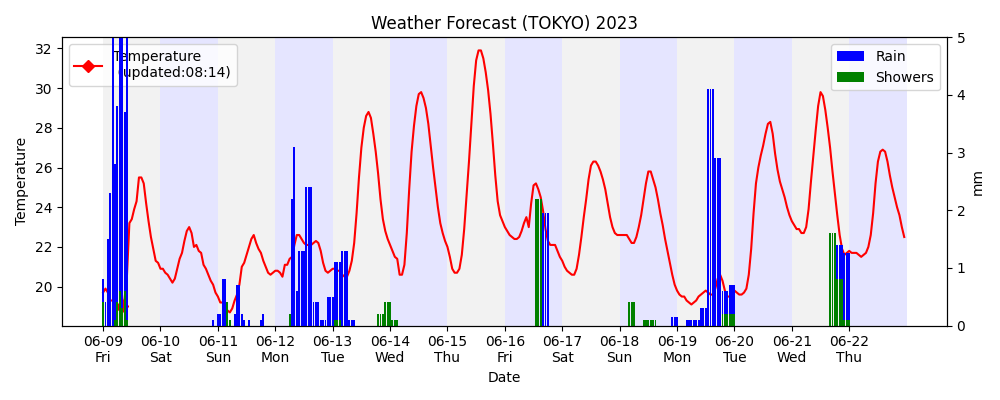 Weather Forecast (TOKYO) 2023
Temperature
(updated:08:14)
Rain
Showers
Temperature
32
30
28
26
24
22
20
18
5
4
3
2
1
0
mm
06-09 06-10 06-11 06-12 06-13 06-14 06-15 06-16 06-17 06-18 06-19 06-20 06-21 06-22
Fri Sat Sun Mon Tue Wed Thu Fri Sat Sun Mon Tue Wed Thu
Date